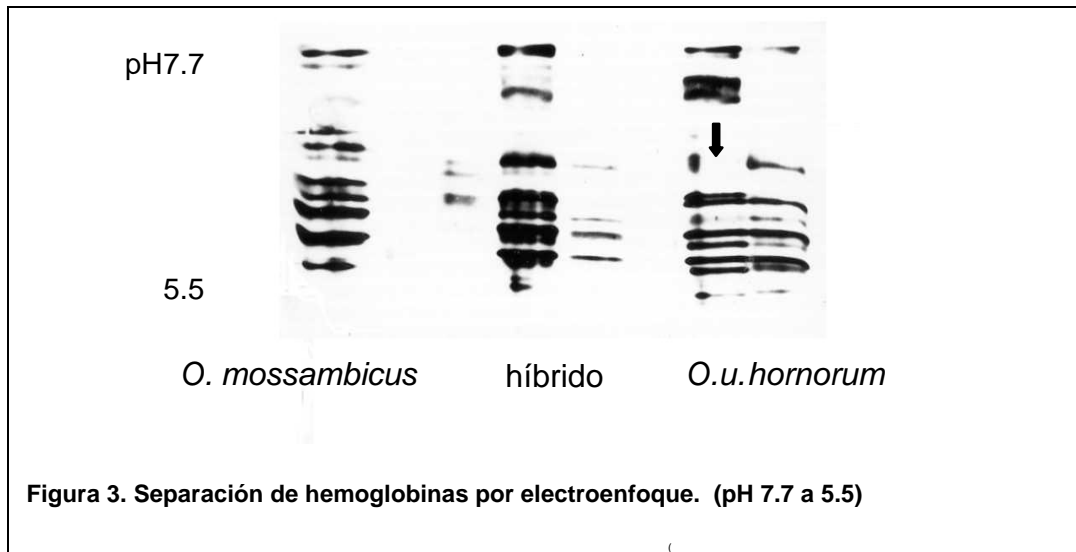 pH7.7
5.5
O. mossambicus híbrido O.u.hornorum
Figura 3. Separación de hemoglobinas por electroenfoque. (pH 7.7 a 5.5)
(